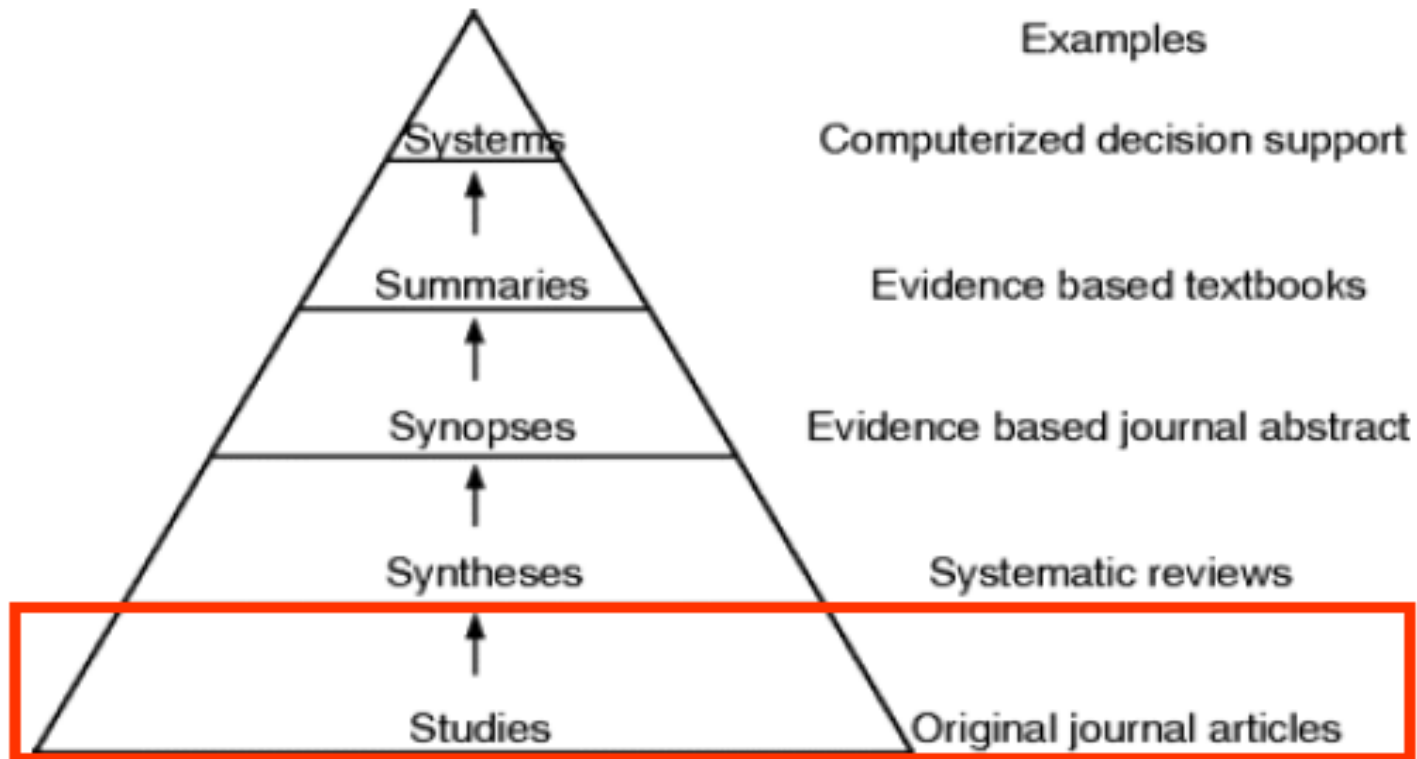 Examples
Systems Computerized decision support
Summaries Evidence based textbooks
Synopses Evidence based journal abstract
Syntheses Systematic reviews
Studies Original journal articles